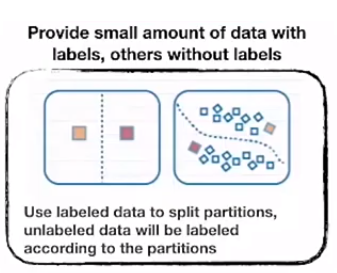 Provide small amount of data with
labels, others without labels
Use labeled data to split partitions,
unlabeled data will be labeled
according to the partitions